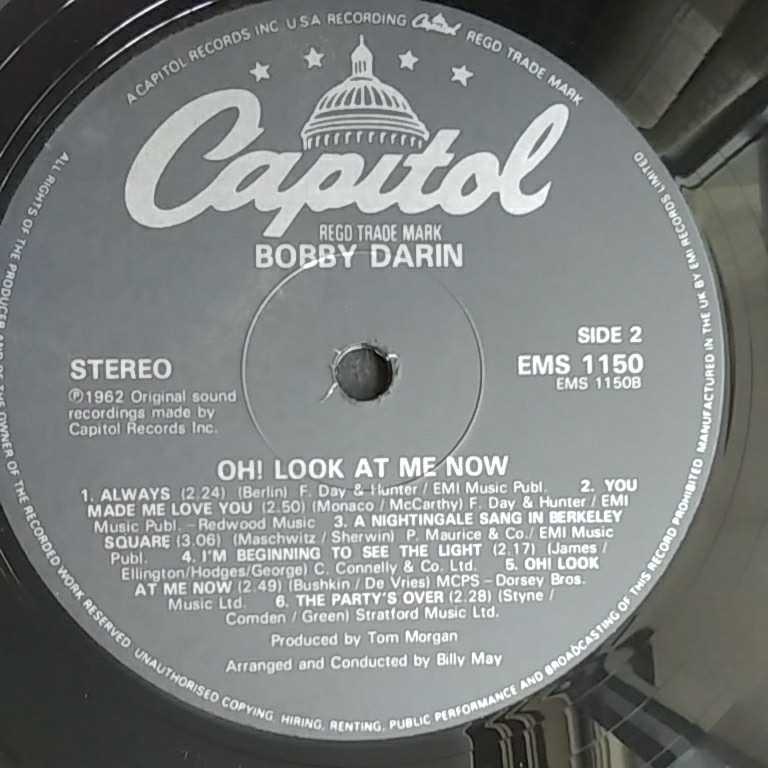 A CAPITOL RECORDS INC U S A RECORDING Capitol REGD TRADE MARK
Capitol
REGD TRADE MARK
BOBBY DARIN
SIDE 2
STEREO
EMS 1150
EMS 1150B
℗1962 Original sound
recordings made by
Capitol Records Inc.
OH! LOOK AT ME NOW
1. ALWAYS (2.24) (Berlin) F. Day & Hunter / EMI Music Publ. 2. YOU
MADE ME LOVE YOU (2.50) (Monaco / McCarthy) F. Day & Hunter / EMI
Music Publ. – Redwood Music 3. A NIGHTINGALE SANG IN BERKELEY
SQUARE (3.06) (Maschwitz / Sherwin) P. Maurice & Co./ EMI Music
Publ. 4. I'M BEGINNING TO SEE THE LIGHT (2.17) (James /
Ellington/Hodges/George) C. Connelly & Co. Ltd. 5. OH! LOOK
AT ME NOW (2.49) (Bushkin / De Vries) MCPS – Dorsey Bros.
Music Ltd. 6. THE PARTY'S OVER (2.28) (Styne /
Comden / Green) Stratford Music Ltd.
Produced by Tom Morgan
Arranged and Conducted by Billy May
ALL RIGHTS OF THE PRODUCER AND OF THE OWNER OF THE RECORDED WORK RESERVED. UNAUTHORISED COPYING, HIRING, RENTING, PUBLIC PERFORMANCE AND BROADCASTING OF THIS RECORD PROHIBITED MANUFACTURED IN THE UK BY EMI RECORDS LIMITED